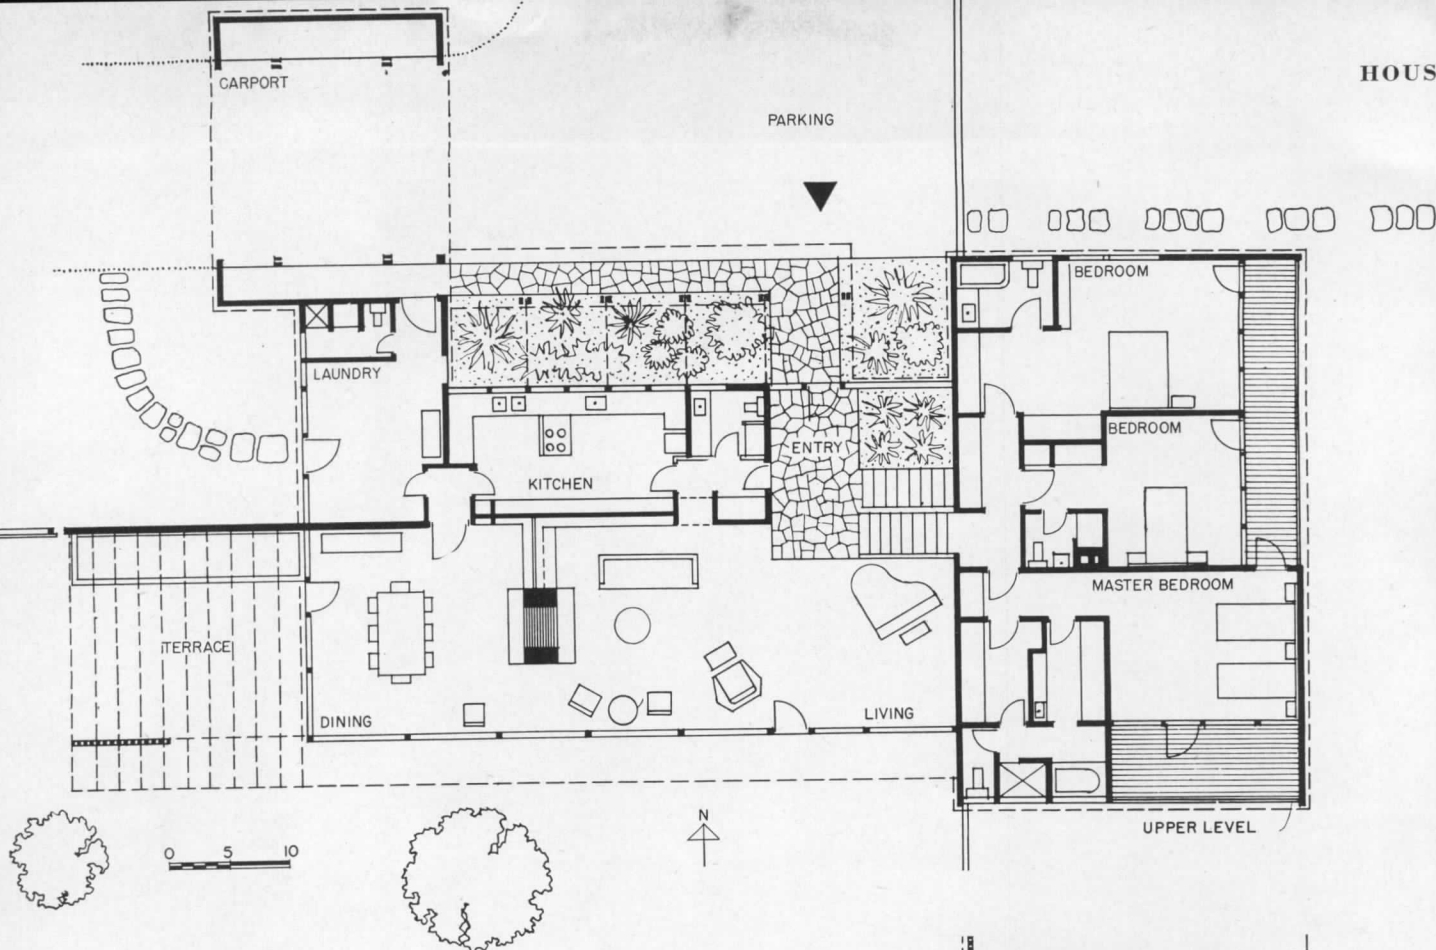 HOUS
CARPORT
PARKING
BEDROOM
LAUNDRY
BEDROOM
ENTRY
KITCHEN
MASTER BEDROOM
TERRACE
DINING
LIVING
N
UPPER LEVEL
0 5 10